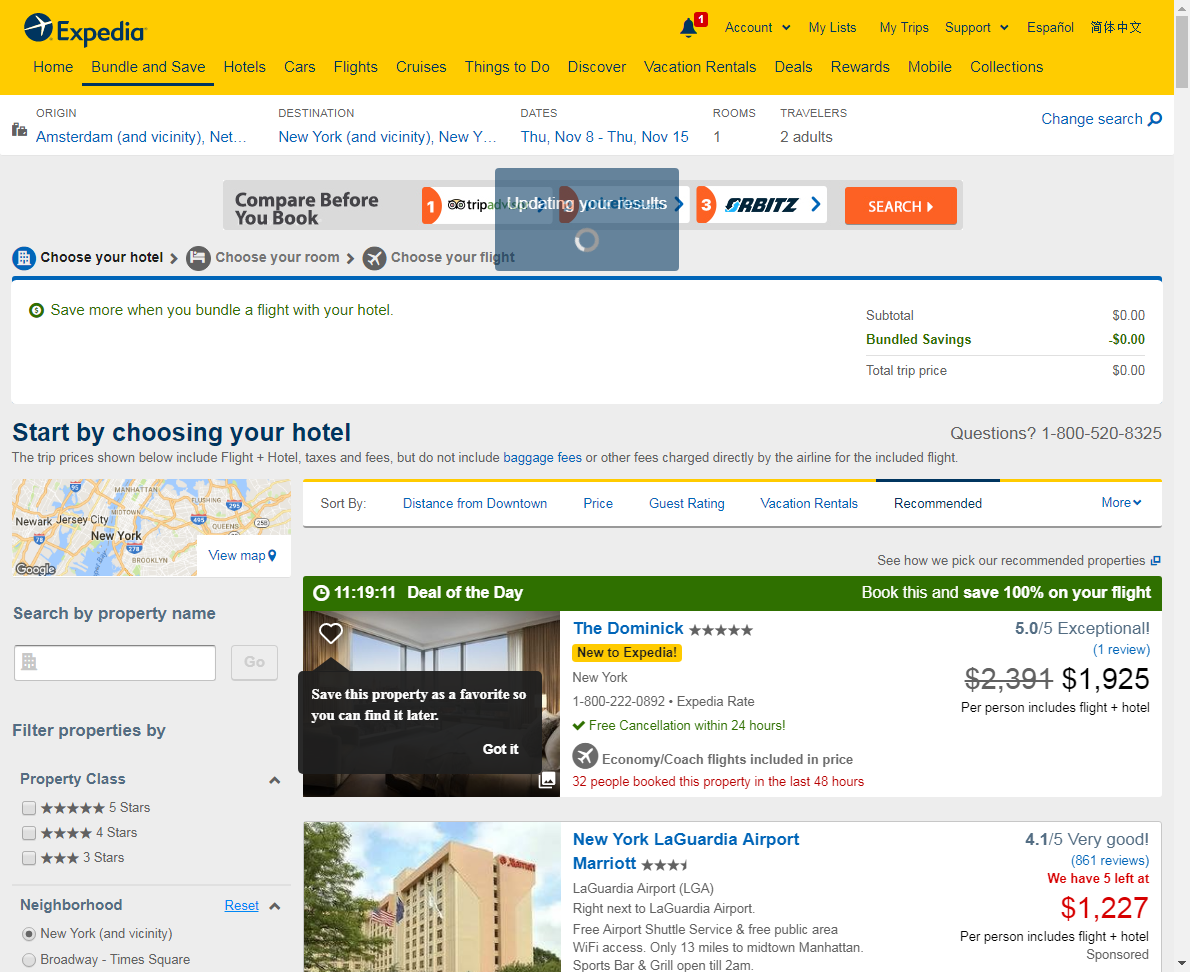 Expedia
1
Account
My Lists
My Trips
Support
Español
简体中文
Home
Bundle and Save
Hotels
Cars
Flights
Cruises
Things to Do
Discover
Vacation Rentals
Deals
Rewards
Mobile
Collections
ORIGIN
Amsterdam (and vicinity), Net...
DESTINATION
New York (and vicinity), New Y...
DATES
Thu, Nov 8 - Thu, Nov 15
ROOMS
1
TRAVELERS
2 adults
Change search
Compare Before
You Book
1
Updating your results
3
ORBITZ
SEARCH
Choose your hotel
Choose your room
Choose your flight
Save more when you bundle a flight with your hotel.
Subtotal
$0.00
Bundled Savings
-$0.00
Total trip price
$0.00
Start by choosing your hotel
Questions? 1-800-520-8325
The trip prices shown below include Flight + Hotel, taxes and fees, but do not include baggage fees or other fees charged directly by the airline for the included flight.
MANHATTAN
FLUSHING
MIDTOWN
Newark
Jersey City
QUEENS
New York
BROOKLYN
95
295
495
258
78
278
Google
View map
Sort By:
Distance from Downtown
Price
Guest Rating
Vacation Rentals
Recommended
More
See how we pick our recommended properties
Search by property name
Go
Filter properties by
Property Class
5 Stars
4 Stars
3 Stars
Neighborhood
Reset
New York (and vicinity)
Broadway - Times Square
11:19:11 Deal of the Day
Book this and save 100% on your flight
Save this property as a favorite so
you can find it later.
Got it
The Dominick
New to Expedia!
New York
1-800-222-0892 • Expedia Rate
Free Cancellation within 24 hours!
Economy/Coach flights included in price
32 people booked this property in the last 48 hours
5.0/5 Exceptional!
(1 review)
$2,391 $1,925
Per person includes flight + hotel
Marriott
New York LaGuardia Airport
Marriott
LaGuardia Airport (LGA)
Right next to LaGuardia Airport.
Free Airport Shuttle Service & free public area
WiFi access. Only 13 miles to midtown Manhattan.
Sports Bar & Grill open till 2am.
4.1/5 Very good!
(861 reviews)
We have 5 left at
$1,227
Per person includes flight + hotel
Sponsored